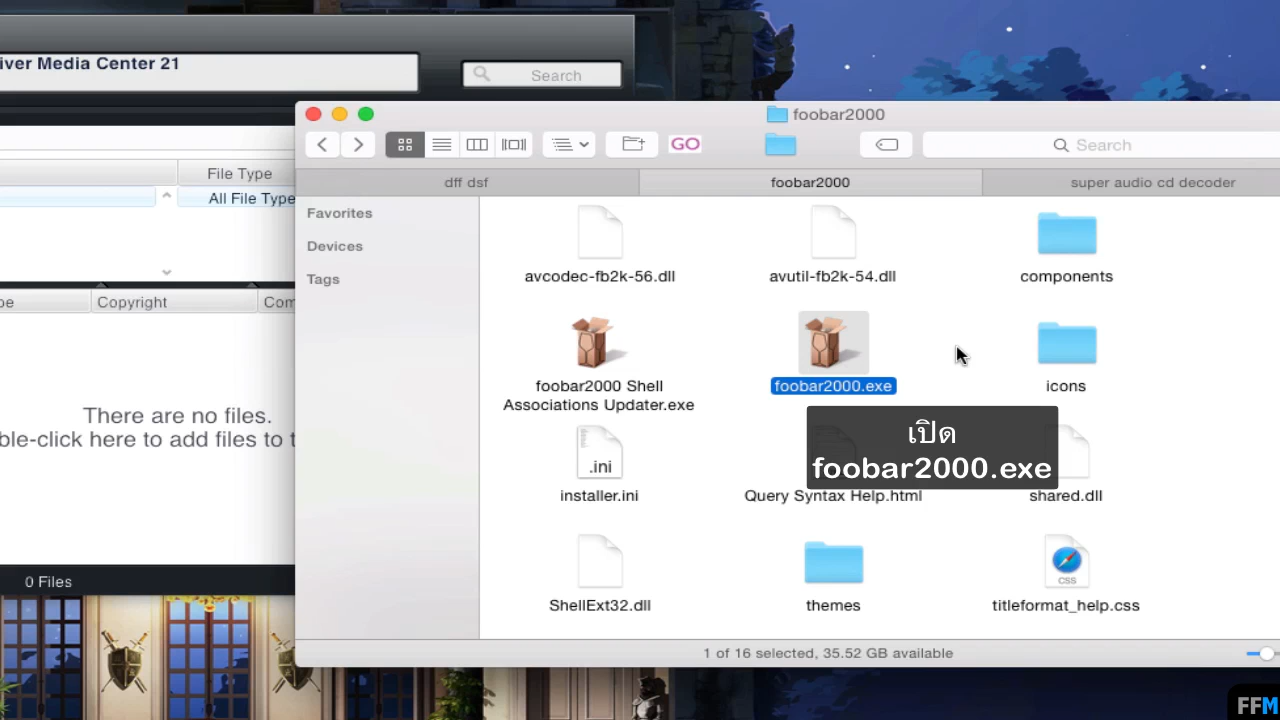 iver Media Center 21
Search
foobar2000
GO
Search
dff dsf
foobar2000
super audio cd decoder
File Type
All File Type
Favorites
Devices
Tags
pe
Copyright
Com
There are no files.
ble-click here to add files to t
0 Files
avcodec-fb2k-56.dll
avutil-fb2k-54.dll
components
foobar2000 Shell
Associations Updater.exe
foobar2000.exe
icons
เปิด
foobar2000.exe
.ini
installer.ini
Query Syntax Help.html
shared.dll
ShellExt32.dll
themes
CSS
titleformat_help.css
1 of 16 selected, 35.52 GB available
FFM